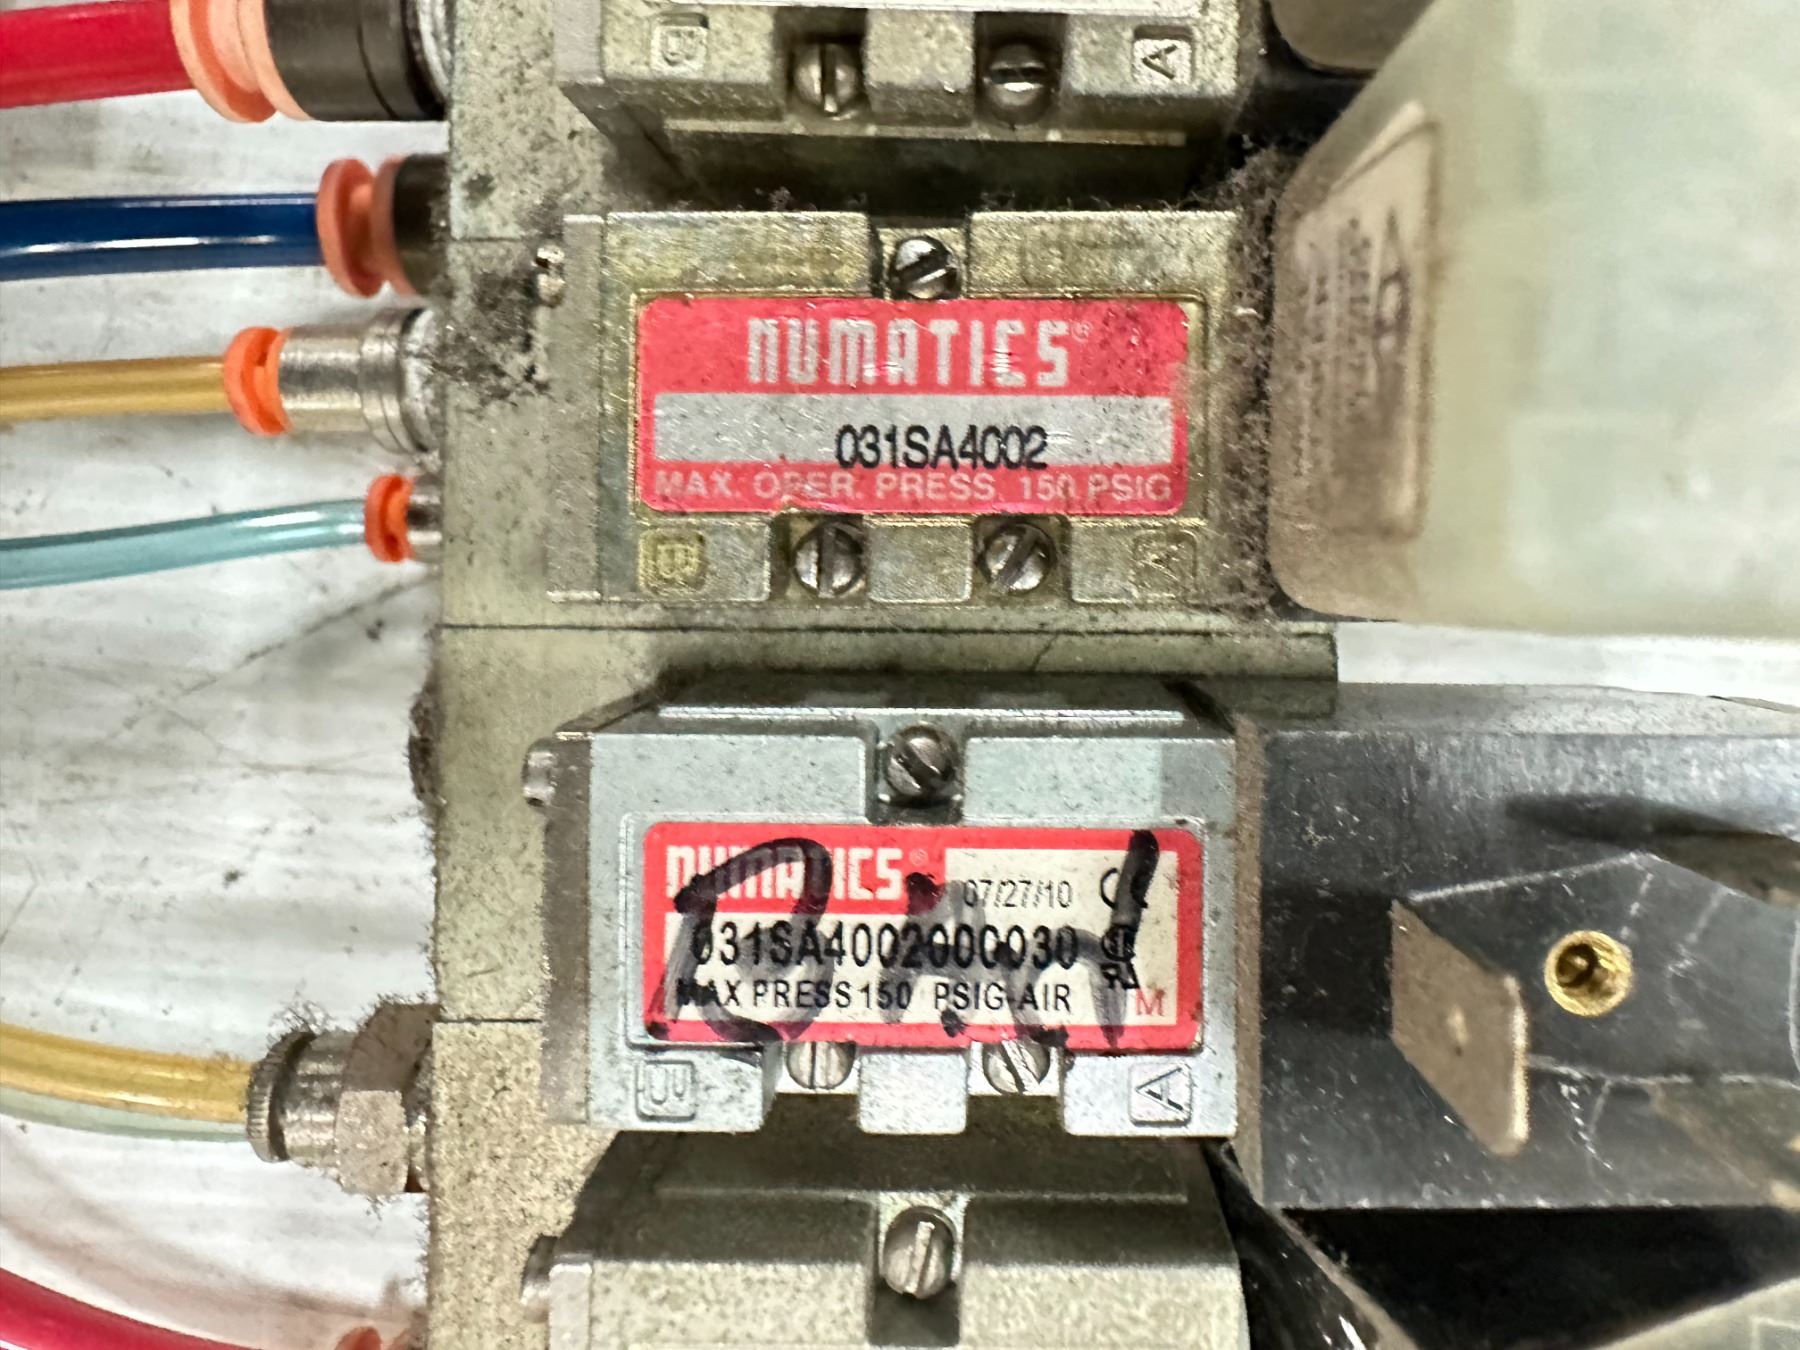 B A
NUMATICS®
031SA4002
MAX. OPER. PRESS. 150 PSIG
B A
NUMATICS® 07/27/10
031SA4002000030
MAX PRESS 150 PSIG-AIR M
B A